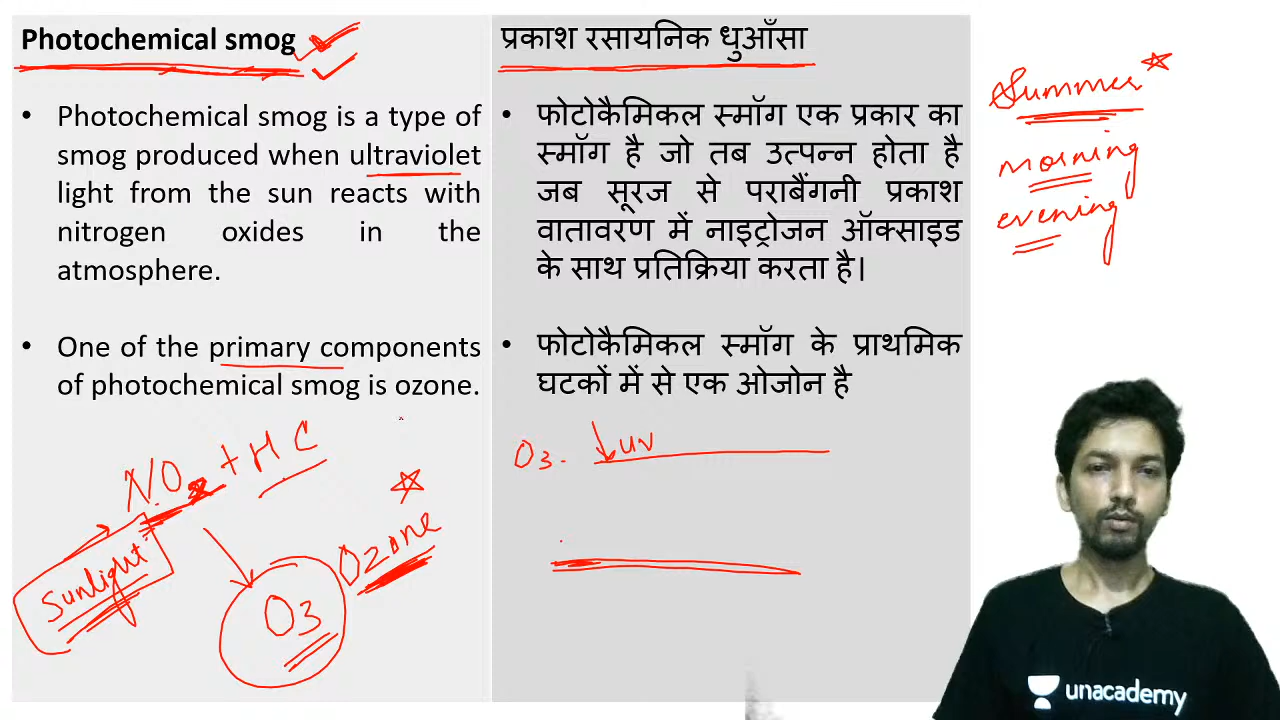 Photochemical smog
• Photochemical smog is a type of
smog produced when ultraviolet
light from the sun reacts with
nitrogen oxides in the
atmosphere.
• One of the primary components
of photochemical smog is ozone.
NO2 + HC
Sunlight
O3
Ozone
प्रकाश रसायनिक धुआँसा
• फोटोकैमिकल स्मॉग एक प्रकार का
स्मॉग है जो तब उत्पन्न होता है
जब सूरज से पराबैंगनी प्रकाश
वातावरण में नाइट्रोजन ऑक्साइड
के साथ प्रतिक्रिया करता है।
• फोटोकैमिकल स्मॉग के प्राथमिक
घटकों में से एक ओजोन है
O3. ↓UV
Summer
morning
evening
unacademy